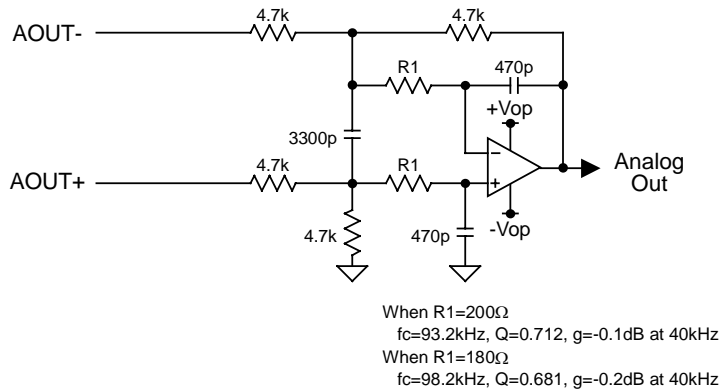 4.7k
4.7k
AOUT-
R1
470p
+Vop
3300p
4.7k
R1
Analog
Out
AOUT+
4.7k
470p
-Vop
When R1=200Ω
fc=93.2kHz, Q=0.712, g=-0.1dB at 40kHz
When R1=180Ω
fc=98.2kHz, Q=0.681, g=-0.2dB at 40kHz